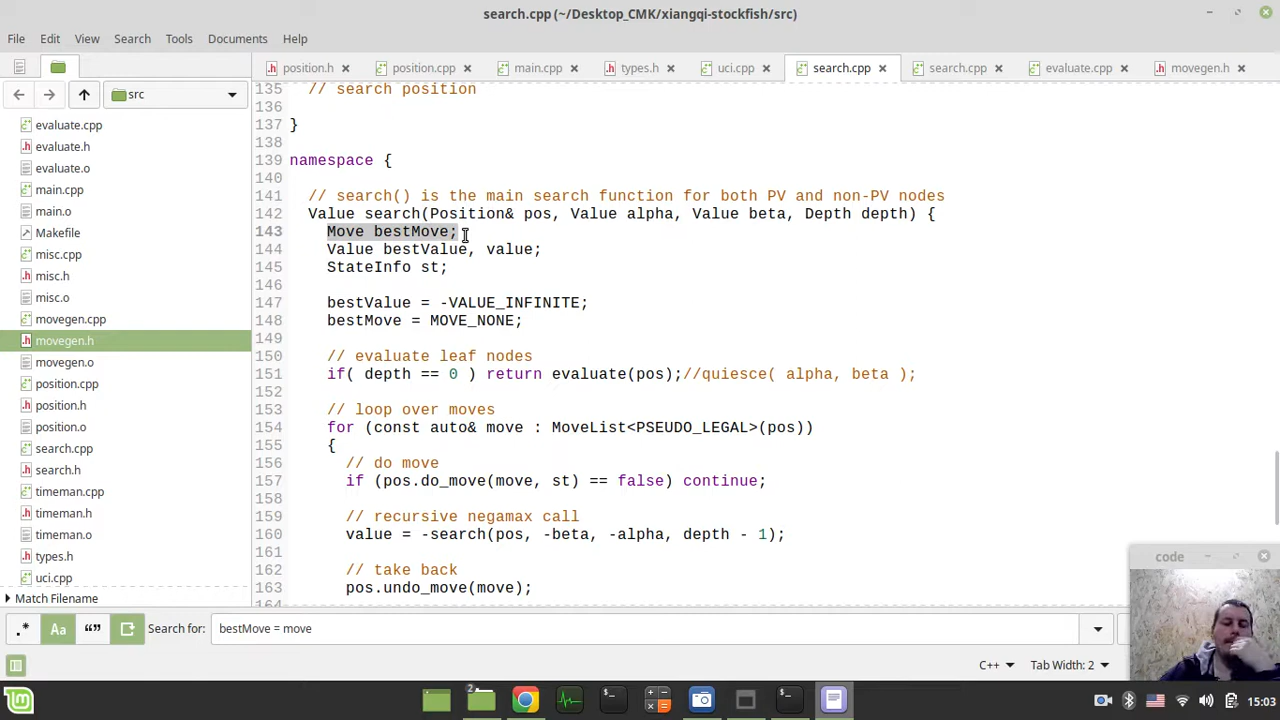 search.cpp (~/Desktop_CMK/xiangqi-stockfish/src)
File Edit View Search Tools Documents Help
position.h position.cpp main.cpp types.h uci.cpp search.cpp search.cpp evaluate.cpp movegen.h
src
evaluate.cpp
evaluate.h
evaluate.o
main.cpp
main.o
Makefile
misc.cpp
misc.h
misc.o
movegen.cpp
movegen.h
movegen.o
position.cpp
position.h
position.o
search.cpp
search.h
timeman.cpp
timeman.h
timeman.o
types.h
uci.cpp
Match Filename
135 // search position
136
137 }
138
139 namespace {
140
141 // search() is the main search function for both PV and non-PV nodes
142 Value search(Position& pos, Value alpha, Value beta, Depth depth) {
143 Move bestMove;
144 Value bestValue, value;
145 StateInfo st;
146
147 bestValue = -VALUE_INFINITE;
148 bestMove = MOVE_NONE;
149
150 // evaluate leaf nodes
151 if( depth == 0 ) return evaluate(pos);//quiesce( alpha, beta );
152
153 // loop over moves
154 for (const auto& move : MoveList<PSEUDO_LEGAL>(pos))
155 {
156 // do move
157 if (pos.do_move(move, st) == false) continue;
158
159 // recursive negamax call
160 value = -search(pos, -beta, -alpha, depth - 1);
161
162 // take back
163 pos.undo_move(move);
164
code
.* Aa “” Search for: bestMove = move
C++ Tab Width: 2
2
15:03